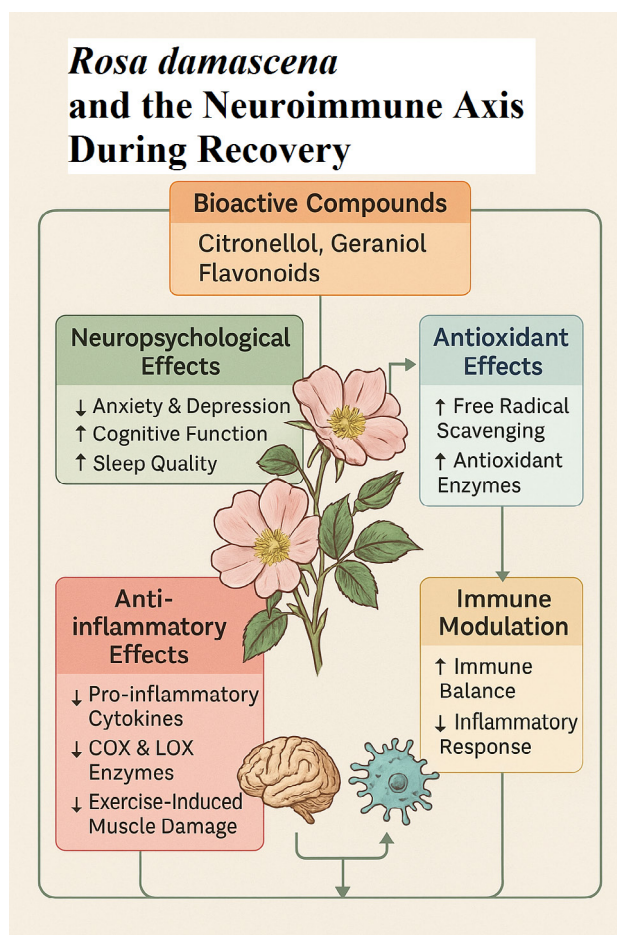 Rosa damascena
and the Neuroimmune Axis
During Recovery
Bioactive Compounds
Citronellol, Geraniol
Flavonoids
Neuropsychological
Effects
↓ Anxiety & Depression
↑ Cognitive Function
↑ Sleep Quality
Antioxidant
Effects
↑ Free Radical
Scavenging
↑ Antioxidant
Enzymes
Anti-
inflammatory
Effects
↓ Pro-inflammatory
Cytokines
↓ COX & LOX
Enzymes
↓ Exercise-Induced
Muscle Damage
Immune
Modulation
↑ Immune
Balance
↓ Inflammatory
Response